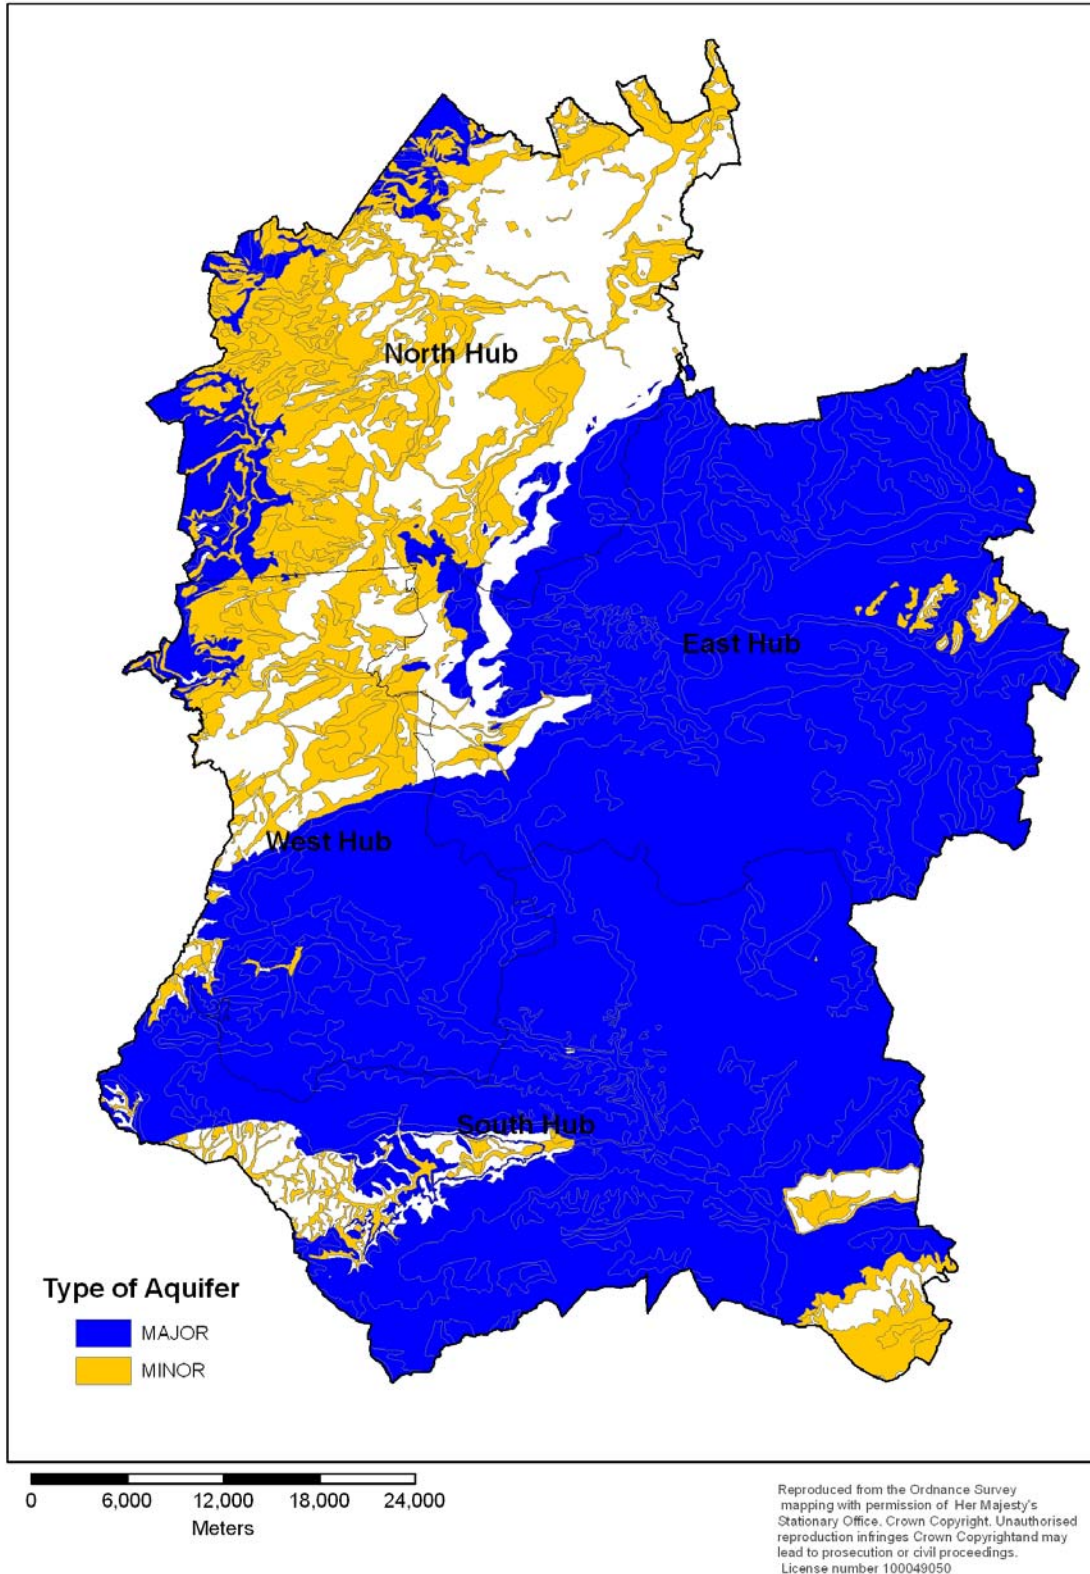 North Hub
East Hub
West Hub
South Hub
Type of Aquifer
MAJOR
MINOR
0 6,000 12,000 18,000 24,000
Meters
Reproduced from the Ordnance Survey
mapping with permission of Her Majesty's
Stationary Office. Crown Copyright. Unauthorised
reproduction infringes Crown Copyrightand may
lead to prosecution or civil proceedings.
License number 100049050